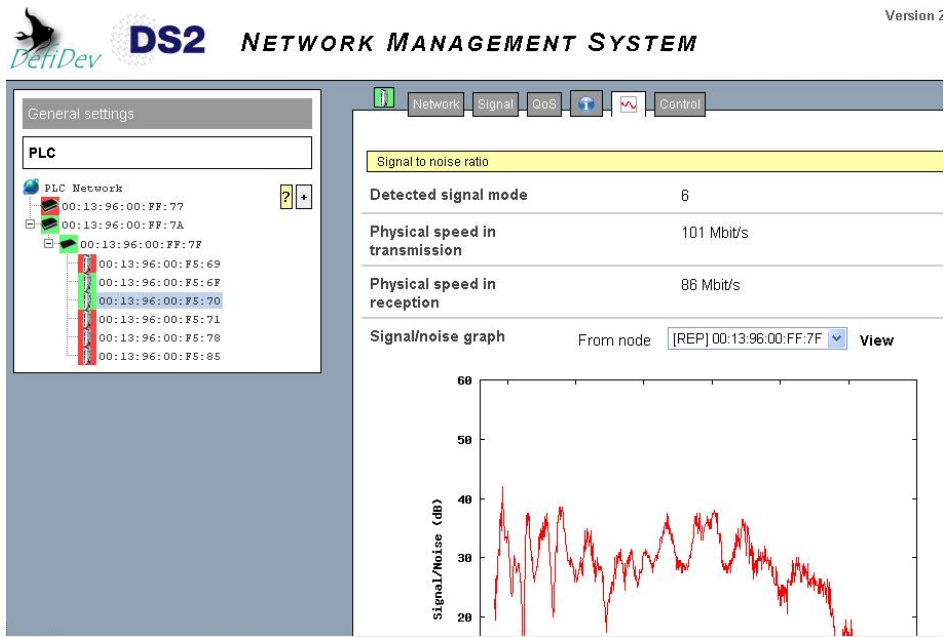 Version 2
DefiDev
DS2
NETWORK MANAGEMENT SYSTEM
General settings
PLC
PLC Network
? +
00:13:96:00:FF:77
00:13:96:00:FF:7A
00:13:96:00:FF:7F
00:13:96:00:F5:69
00:13:96:00:F5:6F
00:13:96:00:F5:70
00:13:96:00:F5:71
00:13:96:00:F5:78
00:13:96:00:F5:85
Network Signal QoS Control
Signal to noise ratio
Detected signal mode 6
Physical speed in
transmission 101 Mbit/s
Physical speed in
reception 86 Mbit/s
Signal/noise graph From node [REP] 00:13:96:00:FF:7F View
60
50
40
30
20
Signal/Noise (dB)